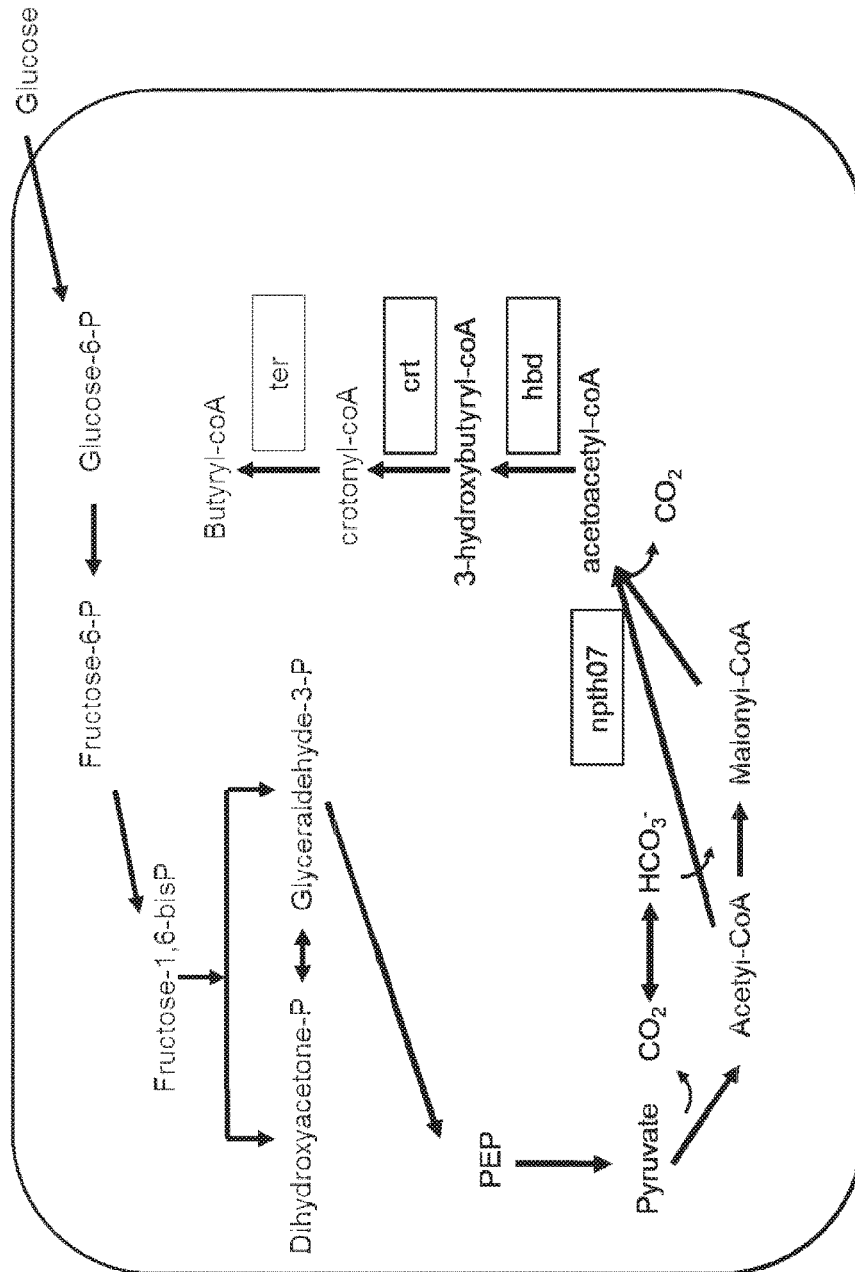 Glucose
Glucose-6-P
Fructose-6-P
Fructose-1,6-bisP
Dihydroxyacetone-P
Glyceraldehyde-3-P
PEP
Pyruvate
CO2
HCO3-
Acetyl-CoA
Malonyl-CoA
npth07
CO2
acetoacetyl-coA
hbd
3-hydroxybutyryl-coA
crt
crotonyl-coA
ter
Butyryl-coA